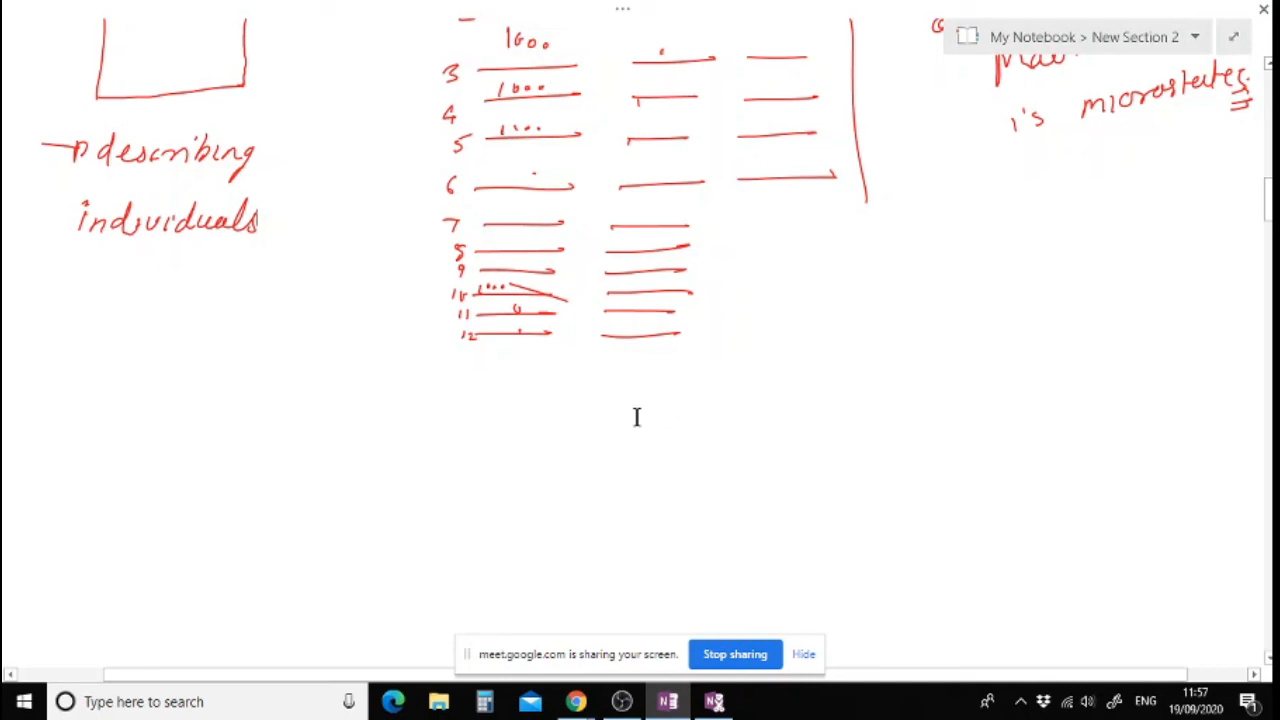 My Notebook > New Section 2
is microstates
describing
individuals
1000
3
1000
4
5
6
7
8
9
10 1000
11
12
meet.google.com is sharing your screen.
Stop sharing
Hide
Type here to search
ENG
11:57
19/09/2020